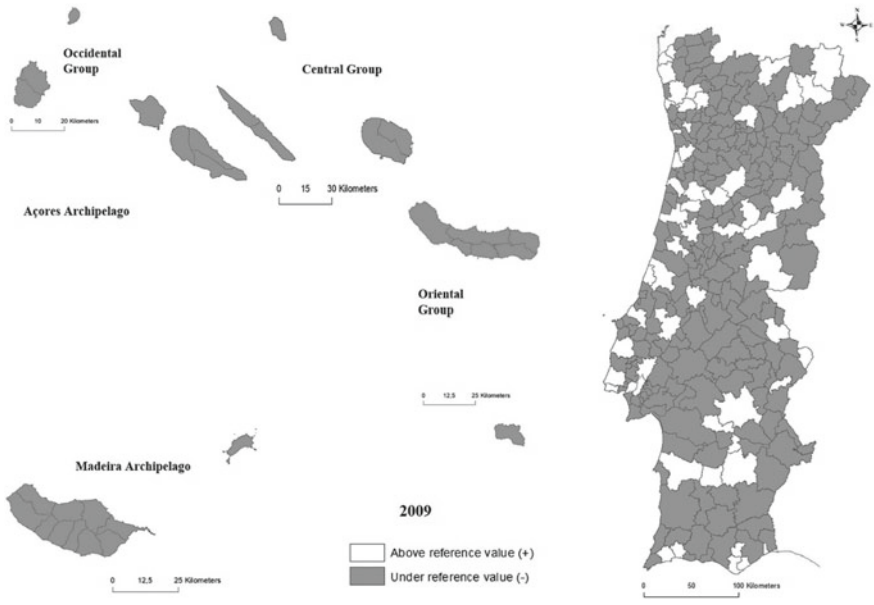 N
W
E
S
Occidental
Group
Central Group
0 10 20 Kilometers
0 15 30 Kilometers
Açores Archipelago
Oriental
Group
0 12,5 25 Kilometers
Madeira Archipelago
2009
Above reference value (+)
Under reference value (-)
0 12,5 25 Kilometers
0 50 100 Kilometers